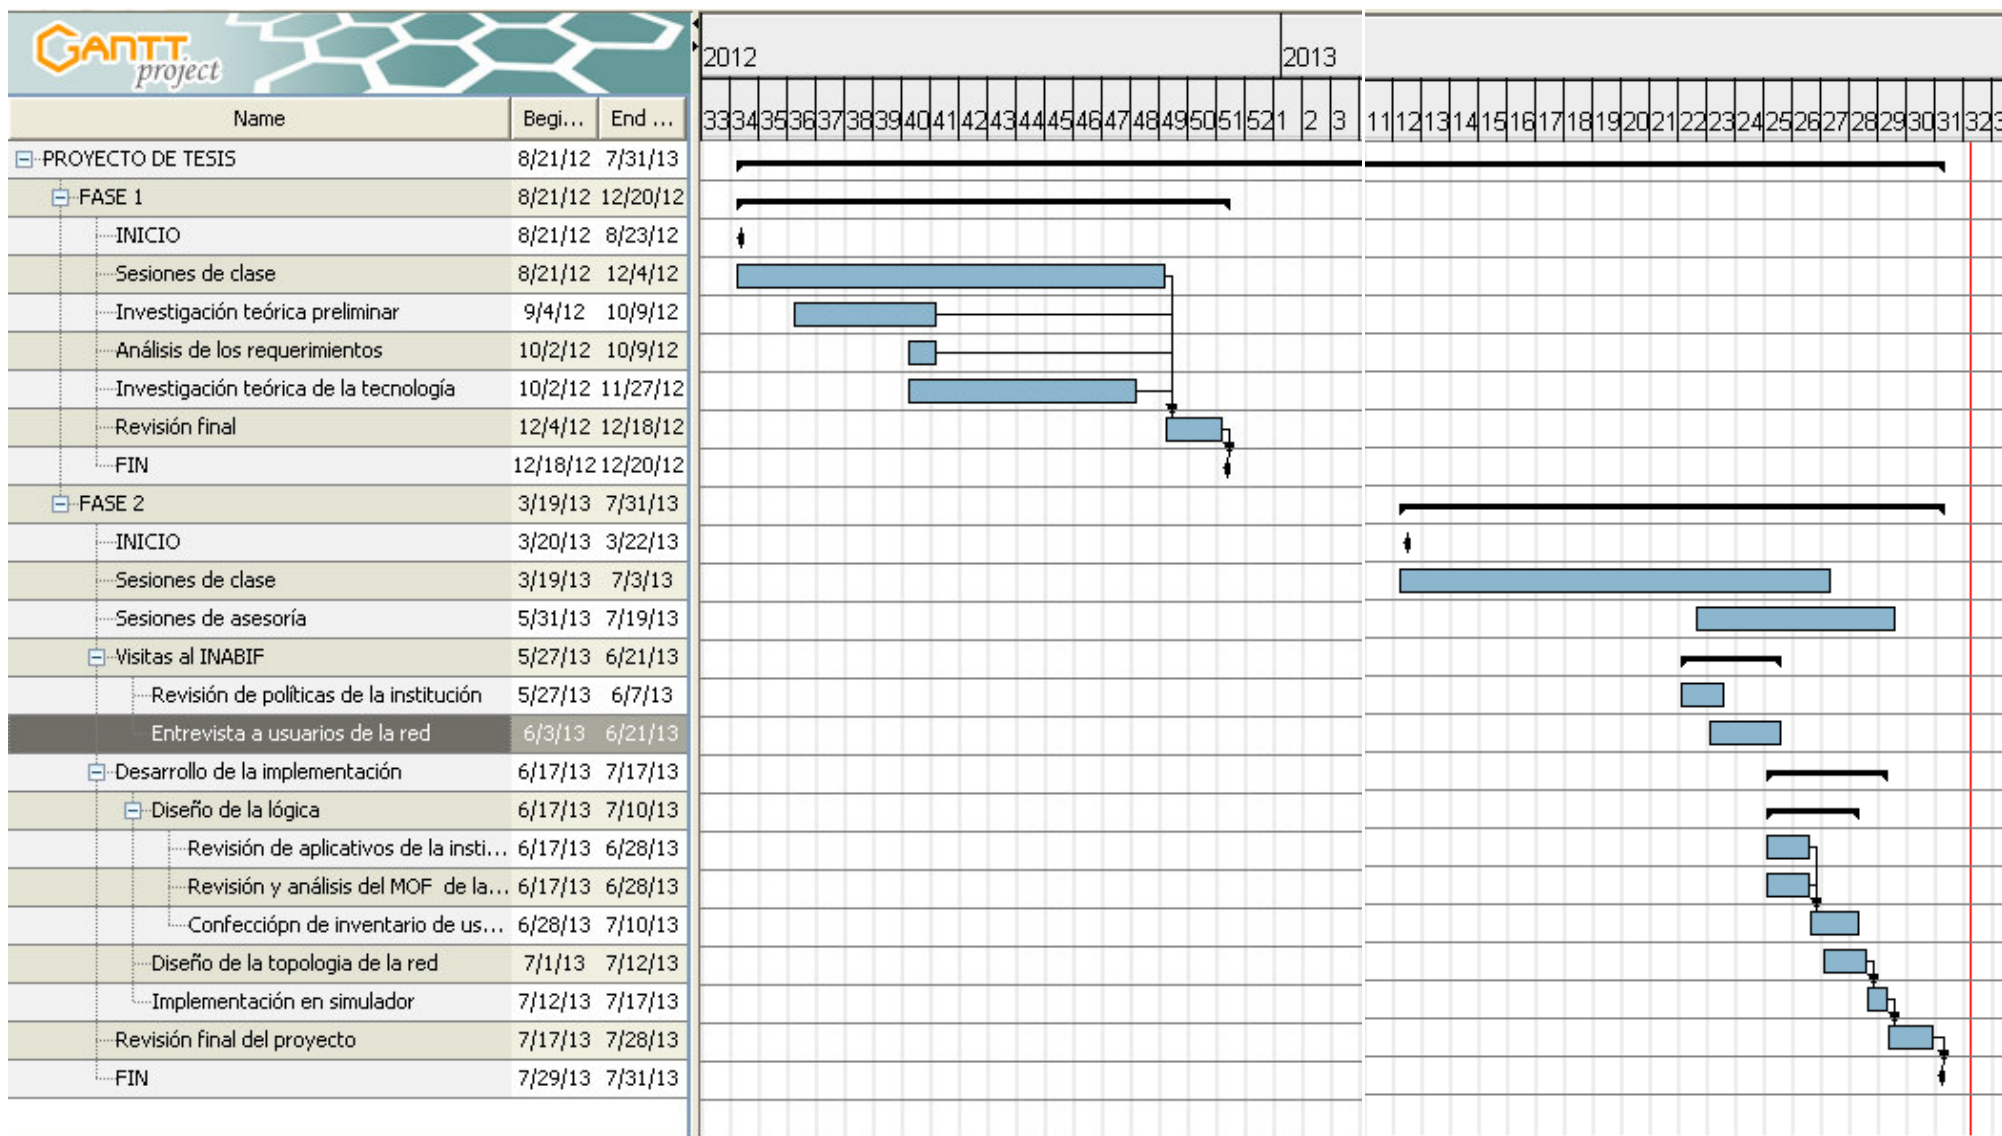 GANTT
project
2012 2013
Name Begi... End ...
33 34 35 36 37 38 39 40 41 42 43 44 45 46 47 48 49 50 51 52 1 2 3 11 12 13 14 15 16 17 18 19 20 21 22 23 24 25 26 27 28 29 30 31 32
PROYECTO DE TESIS 8/21/12 7/31/13
FASE 1 8/21/12 12/20/12
INICIO 8/21/12 8/23/12
Sesiones de clase 8/21/12 12/4/12
Investigación teórica preliminar 9/4/12 10/9/12
Análisis de los requerimientos 10/2/12 10/9/12
Investigación teórica de la tecnología 10/2/12 11/27/12
Revisión final 12/4/12 12/18/12
FIN 12/18/12 12/20/12
FASE 2 3/19/13 7/31/13
INICIO 3/20/13 3/22/13
Sesiones de clase 3/19/13 7/3/13
Sesiones de asesoría 5/31/13 7/19/13
Visitas al INABIF 5/27/13 6/21/13
Revisión de políticas de la institución 5/27/13 6/7/13
Entrevista a usuarios de la red 6/3/13 6/21/13
Desarrollo de la implementación 6/17/13 7/17/13
Diseño de la lógica 6/17/13 7/10/13
Revisión de aplicativos de la insti... 6/17/13 6/28/13
Revisión y análisis del MOF de la... 6/17/13 6/28/13
Confecciópn de inventario de us... 6/28/13 7/10/13
Diseño de la topologia de la red 7/1/13 7/12/13
Implementación en simulador 7/12/13 7/17/13
Revisión final del proyecto 7/17/13 7/28/13
FIN 7/29/13 7/31/13